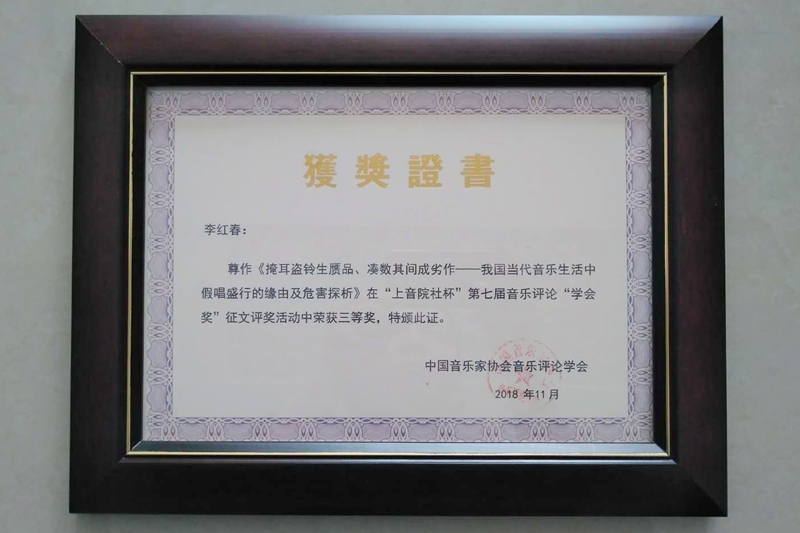 獲獎證書
李红春：
尊作《掩耳盗铃生赝品、凑数其间成劣作——我国当代音乐生活中
假唱盛行的缘由及危害探析》在“上音院社杯”第七届音乐评论“学会
奖”征文评奖活动中荣获三等奖，特颁此证。
中国音乐家协会音乐评论学会
2018 年11月